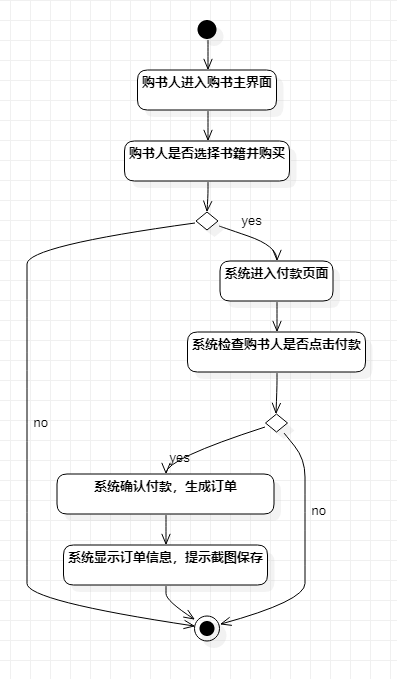 购书人进入购书主界面
购书人是否选择书籍并购买
yes
系统进入付款页面
系统检查购书人是否点击付款
no
yes
系统确认付款，生成订单
no
系统显示订单信息，提示截图保存